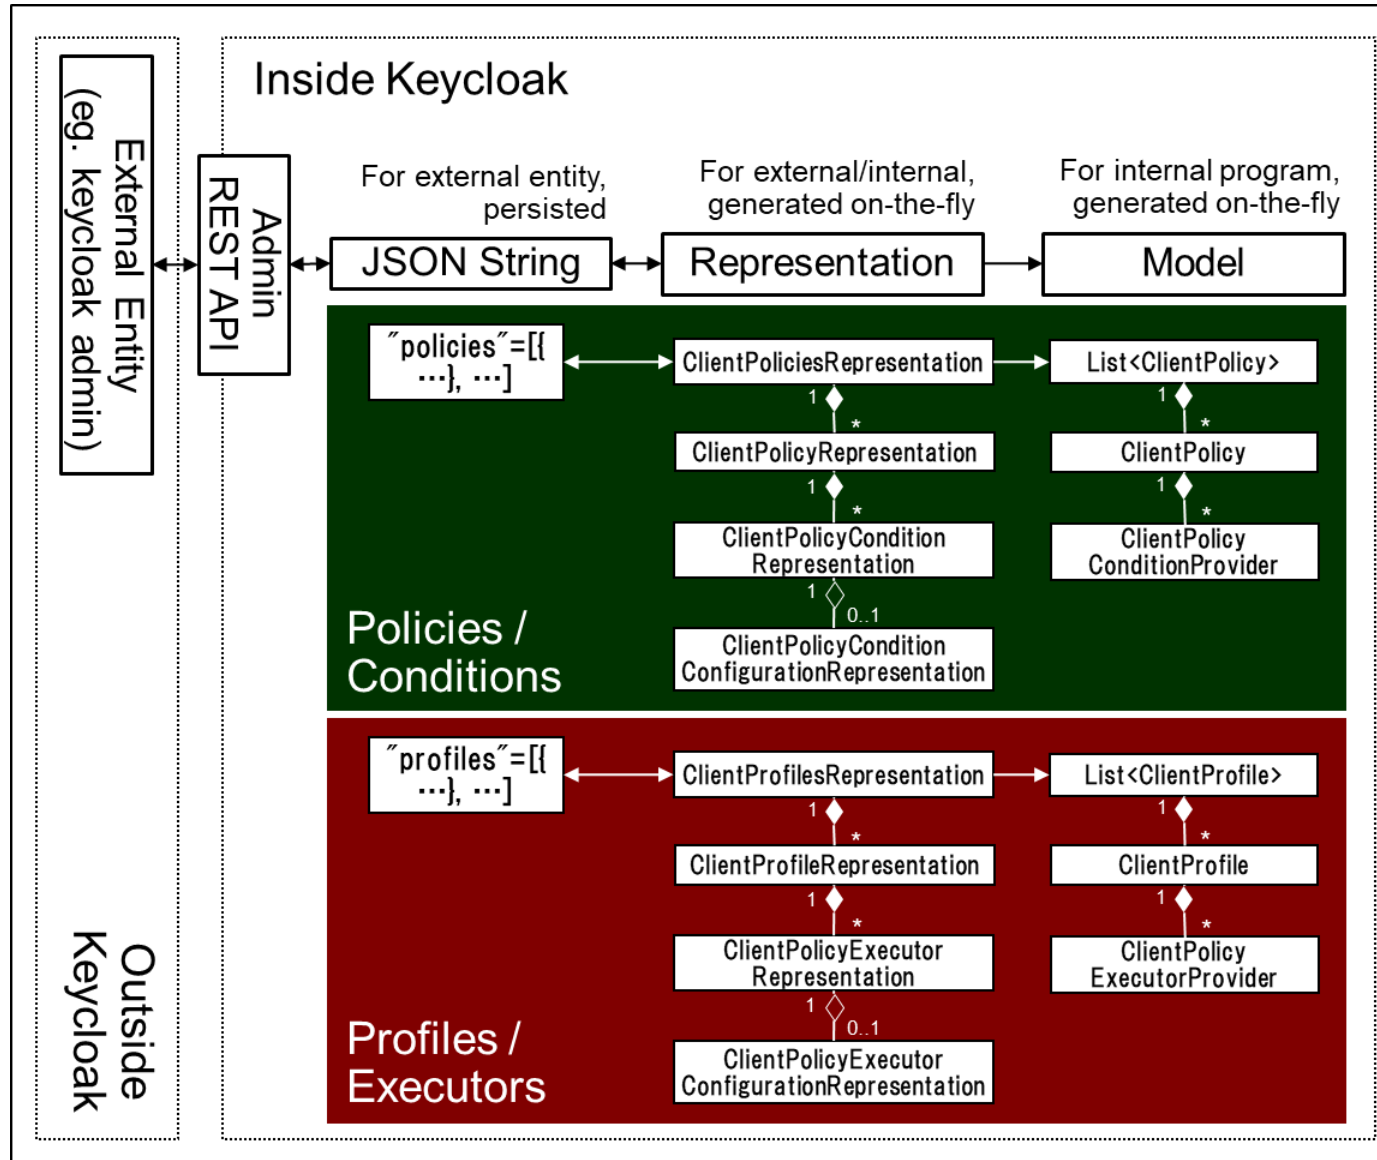 Inside Keycloak
External Entity
(eg. keycloak admin)
Admin
REST API
For external entity,
persisted
JSON String
For external/internal,
generated on-the-fly
Representation
For internal program,
generated on-the-fly
Model
"policies"=[{
…}, …]
ClientPoliciesRepresentation
1
*
ClientPolicyRepresentation
1
*
ClientPolicyCondition
Representation
1
0..1
ClientPolicyCondition
ConfigurationRepresentation
List<ClientPolicy>
1
*
ClientPolicy
1
*
ClientPolicy
ConditionProvider
Policies /
Conditions
"profiles"=[{
…}, …]
ClientProfilesRepresentation
1
*
ClientProfileRepresentation
1
*
ClientPolicyExecutor
Representation
1
0..1
ClientPolicyExecutor
ConfigurationRepresentation
List<ClientProfile>
1
*
ClientProfile
1
*
ClientPolicy
ExecutorProvider
Profiles /
Executors
Outside
Keycloak